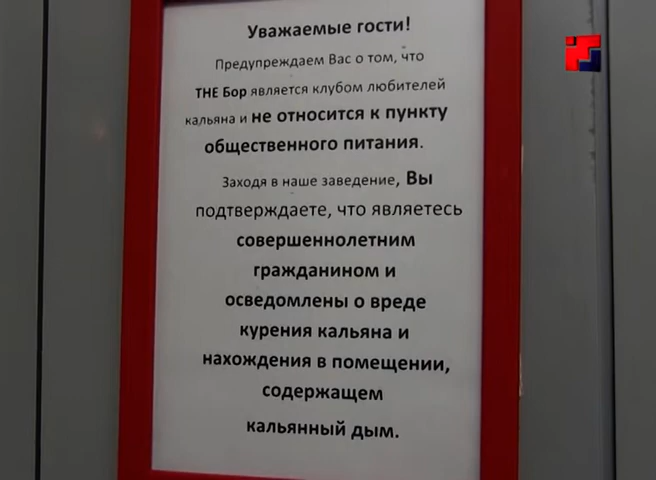 Уважаемые гости!
Предупреждаем Вас о том, что
THE Бор является клубом любителей
кальяна и не относится к пункту
общественного питания.
Заходя в наше заведение, Вы
подтверждаете, что являетесь
совершеннолетним
гражданином и
осведомлены о вреде
курения кальяна и
нахождения в помещении,
содержащем
кальянный дым.